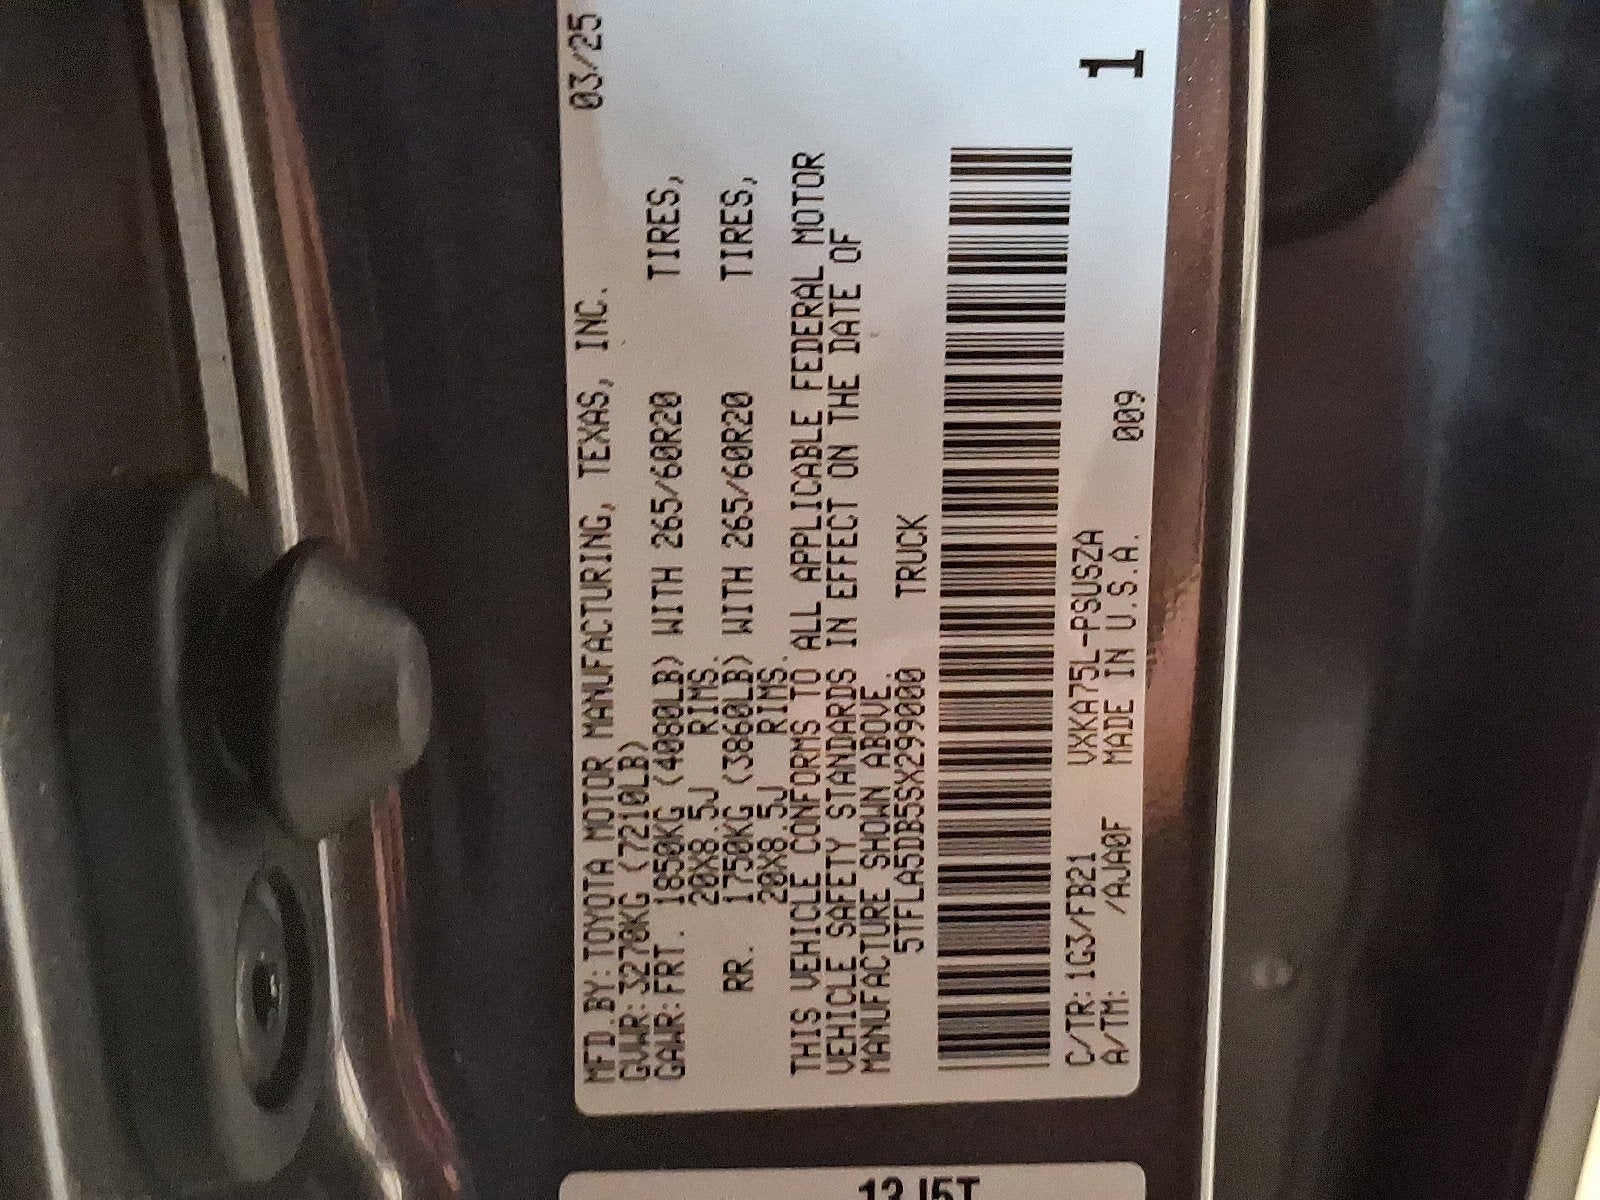 MFD.BY:TOYOTA MOTOR MANUFACTURING, TEXAS, INC. 03/25
GVWR:3270KG (7210LB)
GAWR:FRT. 1850KG (4080LB) WITH 265/60R20 TIRES,
20X8.5J RIMS.
RR. 1750KG (3860LB) WITH 265/60R20 TIRES,
20X8.5J RIMS.
THIS VEHICLE CONFORMS TO ALL APPLICABLE FEDERAL MOTOR
VEHICLE SAFETY STANDARDS IN EFFECT ON THE DATE OF
MANUFACTURE SHOWN ABOVE.
5TFLA5DB5SX299000 TRUCK
C/TR:1G3/FB21 VXKA75L-PSUSZA
A/TM: /AJA0F MADE IN U.S.A. 009
1